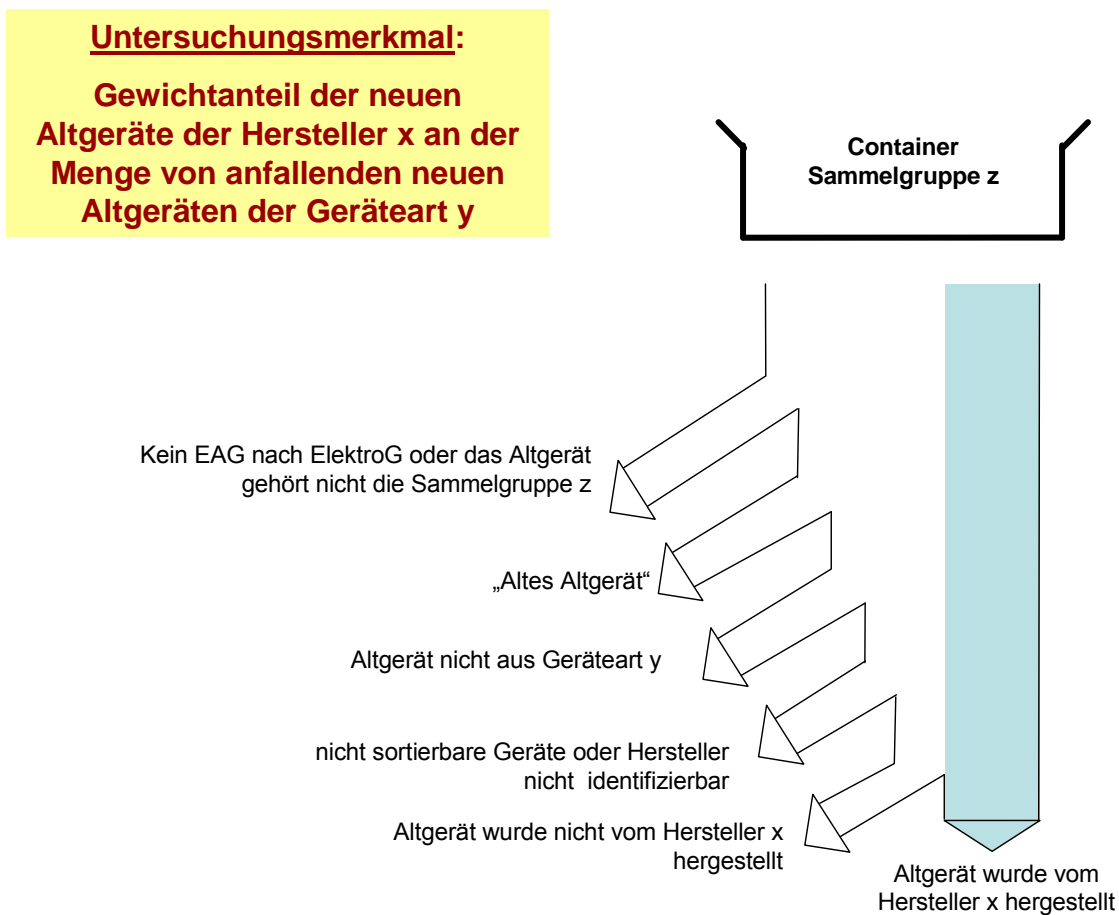 Untersuchungsmerkmal:
Gewichtanteil der neuen
Altgeräte der Hersteller x an der
Menge von anfallenden neuen
Altgeräten der Geräteart y
Container
Sammelgruppe z
Kein EAG nach ElektroG oder das Altgerät
gehört nicht die Sammelgruppe z
„Altes Altgerät“
Altgerät nicht aus Geräteart y
nicht sortierbare Geräte oder Hersteller
nicht identifizierbar
Altgerät wurde nicht vom Hersteller x
hergestellt
Altgerät wurde vom
Hersteller x hergestellt